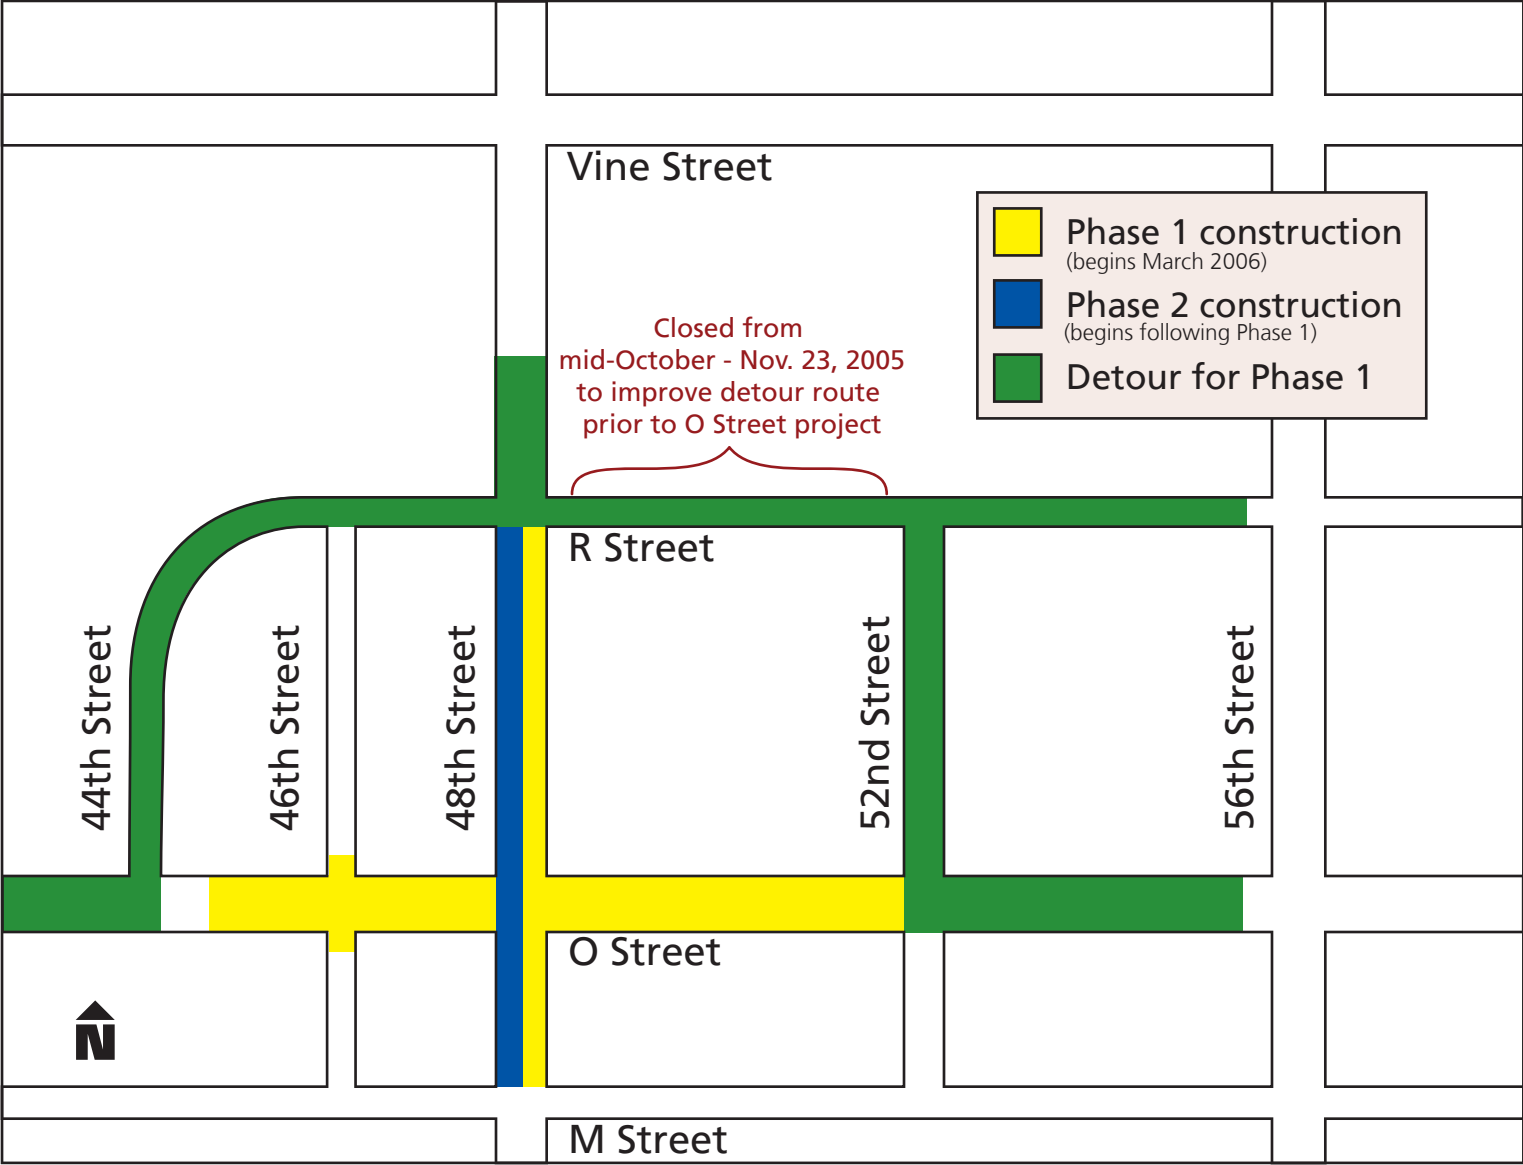 Vine Street
Phase 1 construction
(begins March 2006)
Phase 2 construction
(begins following Phase 1)
Detour for Phase 1
Closed from
mid-October - Nov. 23, 2005
to improve detour route
prior to O Street project
R Street
44th Street
46th Street
48th Street
52nd Street
56th Street
O Street
N
M Street